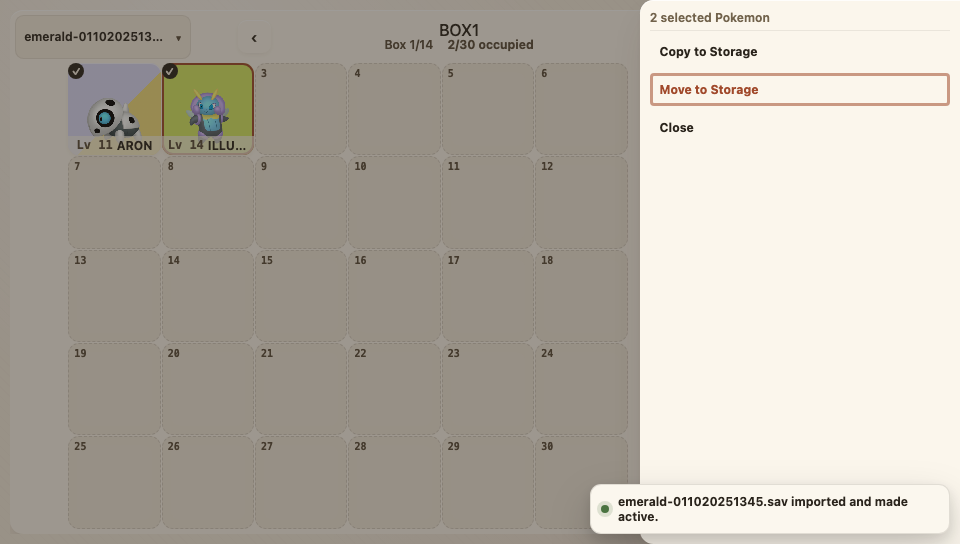 emerald-0110202513... ▾
‹
BOX1
Box 1/14 2/30 occupied
2 selected Pokemon
Copy to Storage
Move to Storage
Close
Lv 11 ARON
Lv 14 ILLU...
3
4
5
6
7
8
9
10
11
12
13
14
15
16
17
18
19
20
21
22
23
24
25
26
27
28
29
30
emerald-011020251345.sav imported and made
active.